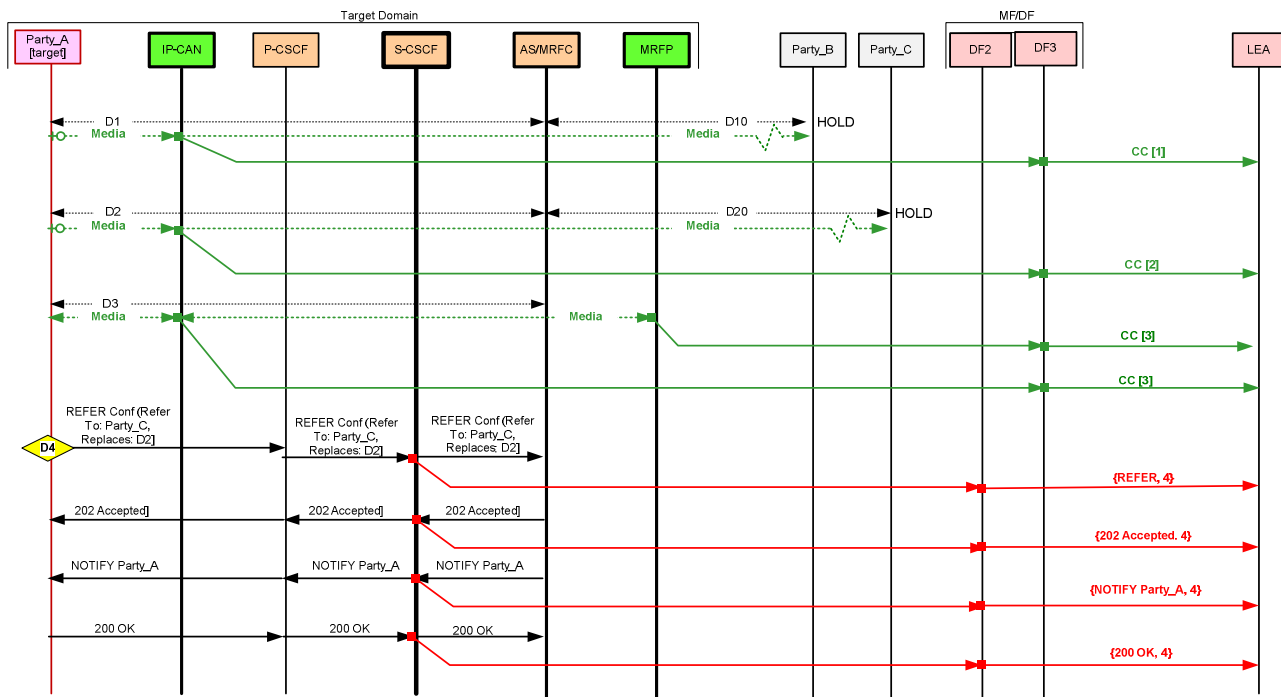 Target Domain
MF/DF
Party_A
[target]
IP-CAN
P-CSCF
S-CSCF
AS/MRFC
MRFP
Party_B
Party_C
DF2
DF3
LEA
D1
D10
HOLD
Media
Media
CC [1]
D2
D20
HOLD
Media
Media
CC [2]
D3
Media
Media
CC [3]
CC [3]
REFER Conf (Refer
To: Party_C,
Replaces: D2]
REFER Conf (Refer
To: Party_C,
Replaces: D2]
REFER Conf (Refer
To: Party_C,
Replaces: D2]
D4
{REFER, 4}
202 Accepted]
202 Accepted]
202 Accepted]
{202 Accepted. 4}
NOTIFY Party_A
NOTIFY Party_A
NOTIFY Party_A
{NOTIFY Party_A, 4}
200 OK
200 OK
200 OK
{200 OK, 4}